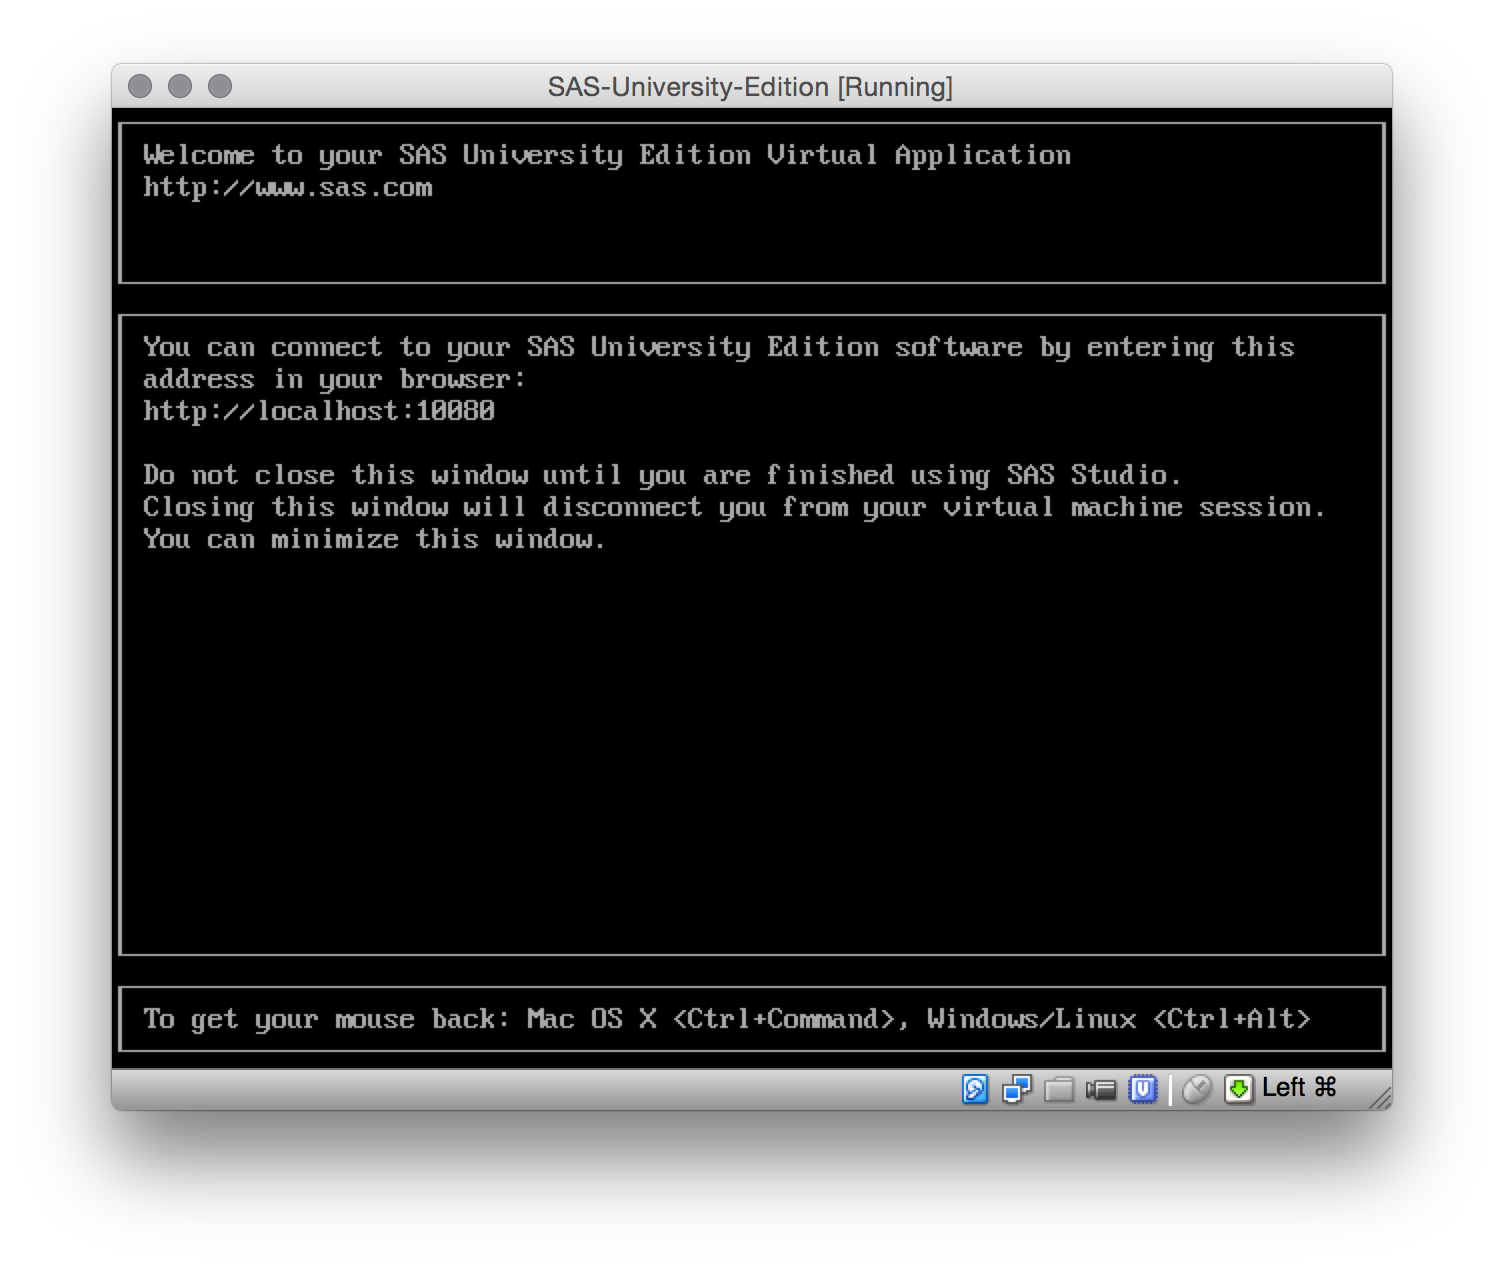 SAS-University-Edition [Running]
Welcome to your SAS University Edition Virtual Application
http://www.sas.com
You can connect to your SAS University Edition software by entering this
address in your browser:
http://localhost:10080
Do not close this window until you are finished using SAS Studio.
Closing this window will disconnect you from your virtual machine session.
You can minimize this window.
To get your mouse back: Mac OS X <Ctrl+Command>, Windows/Linux <Ctrl+Alt>
Left ⌘